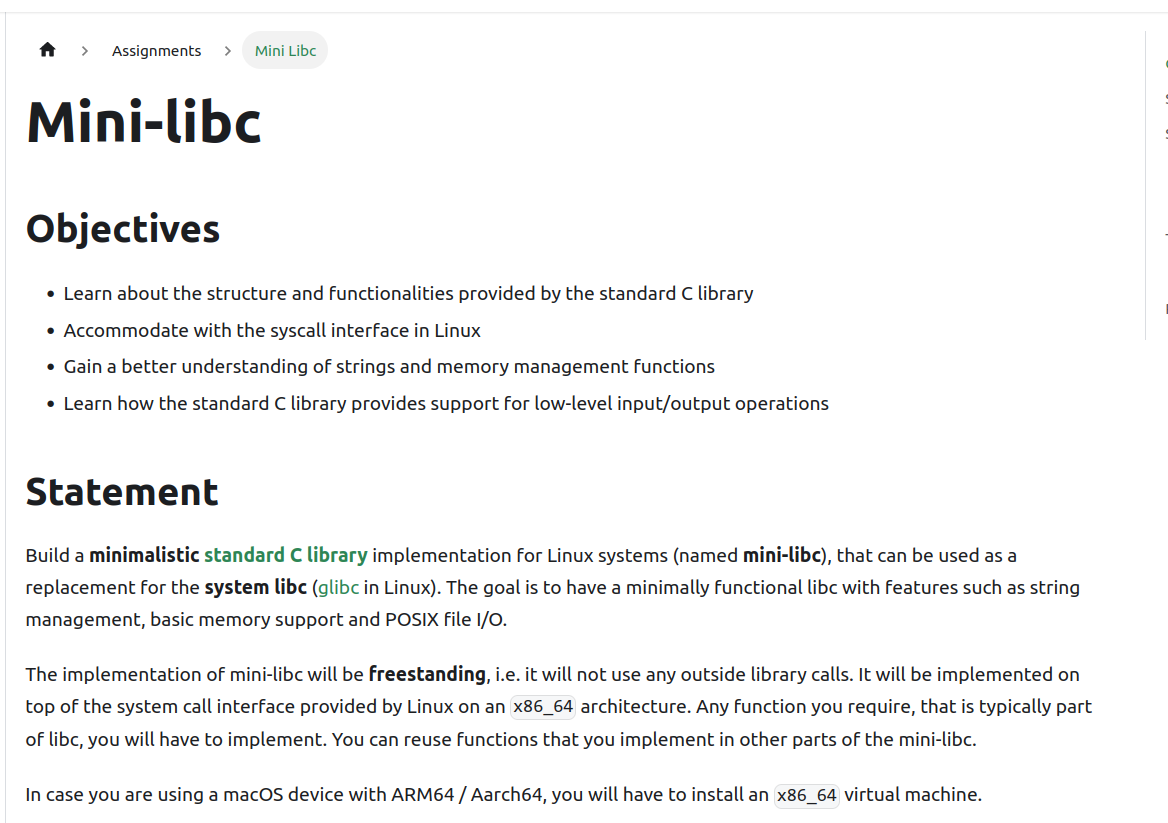 Assignments
Mini Libc
Mini-libc
Objectives
Learn about the structure and functionalities provided by the standard C library
Accommodate with the syscall interface in Linux
Gain a better understanding of strings and memory management functions
Learn how the standard C library provides support for low-level input/output operations
Statement
Build a minimalistic standard C library implementation for Linux systems (named mini-libc), that can be used as a
replacement for the system libc (glibc in Linux). The goal is to have a minimally functional libc with features such as string
management, basic memory support and POSIX file I/O.
The implementation of mini-libc will be freestanding, i.e. it will not use any outside library calls. It will be implemented on
top of the system call interface provided by Linux on an x86_64 architecture. Any function you require, that is typically part
of libc, you will have to implement. You can reuse functions that you implement in other parts of the mini-libc.
In case you are using a macOS device with ARM64 / Aarch64, you will have to install an x86_64 virtual machine.